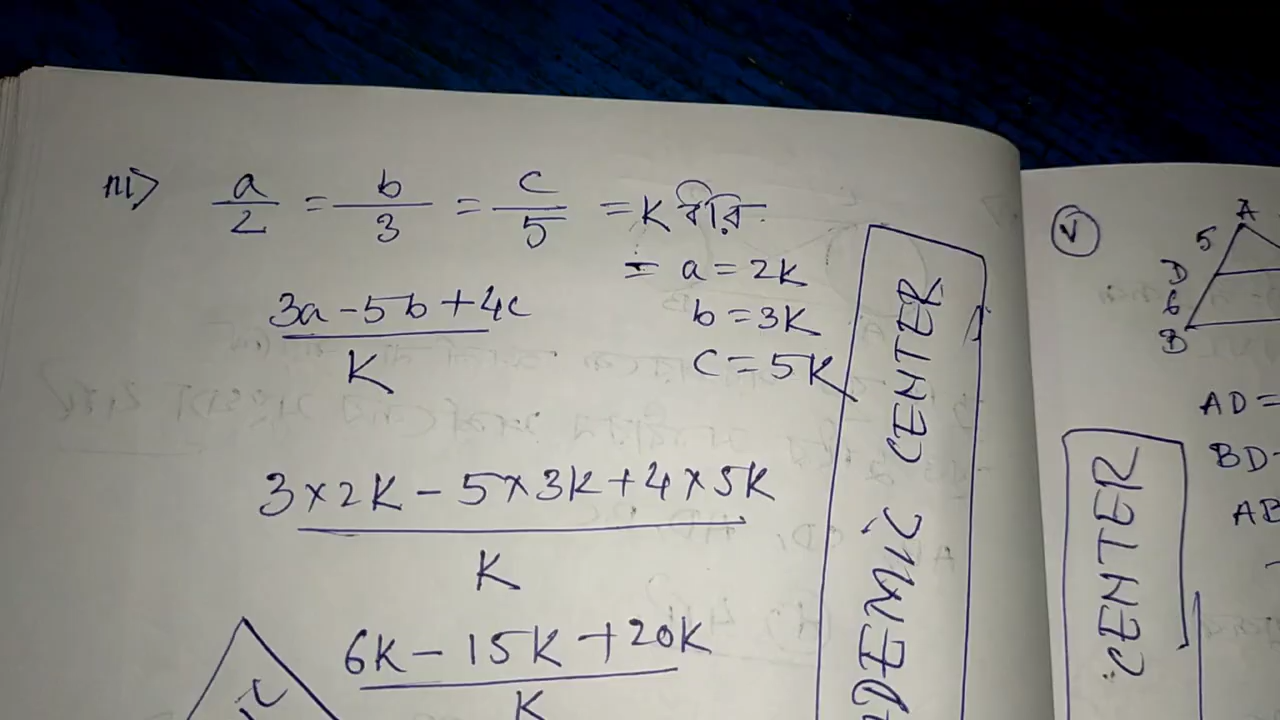 iii) a/2 = b/3 = c/5 = K ধরি
= a = 2K
b = 3K
c = 5K
3a - 5b + 4c
K
3×2K - 5×3K + 4×5K
K
6K - 15K + 20K
K
CENTER
v
A
5
D
6
B
AD =
BD -
AB
CENTER